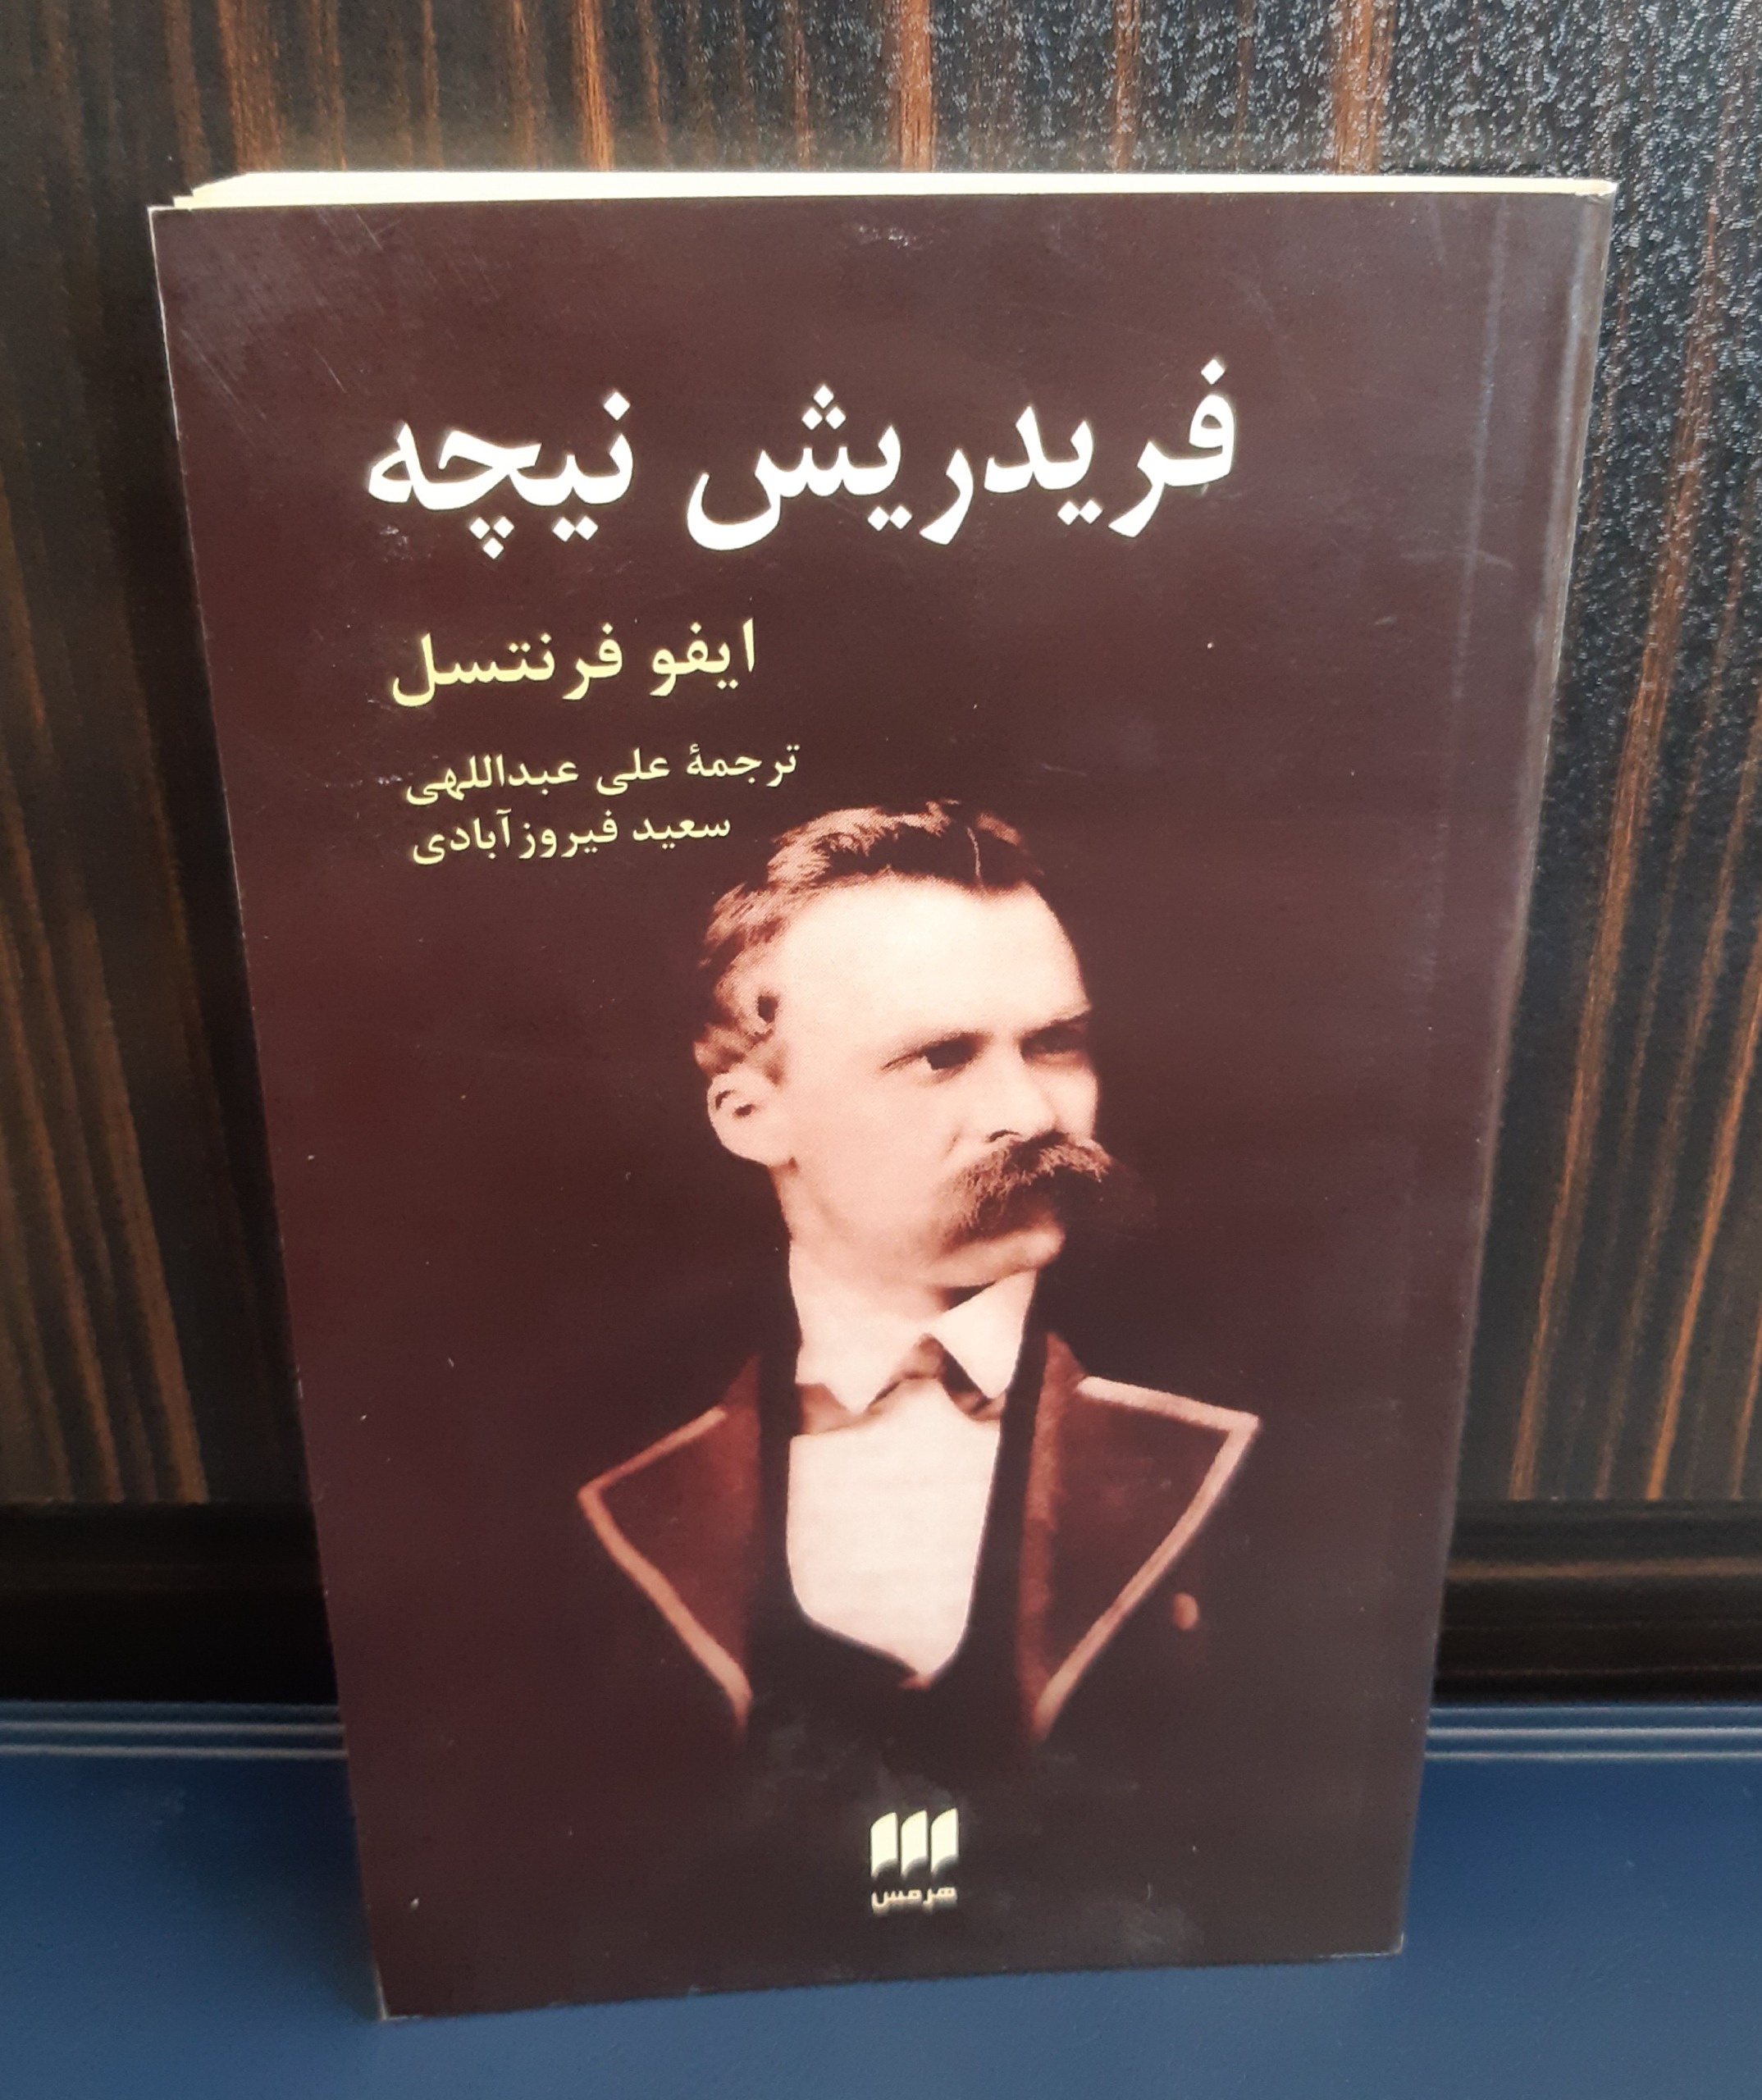 فریدریش نیچه
ایفو فرنتسل
ترجمهٔ علی عبداللهی
سعید فیروزآبادی
هرمس